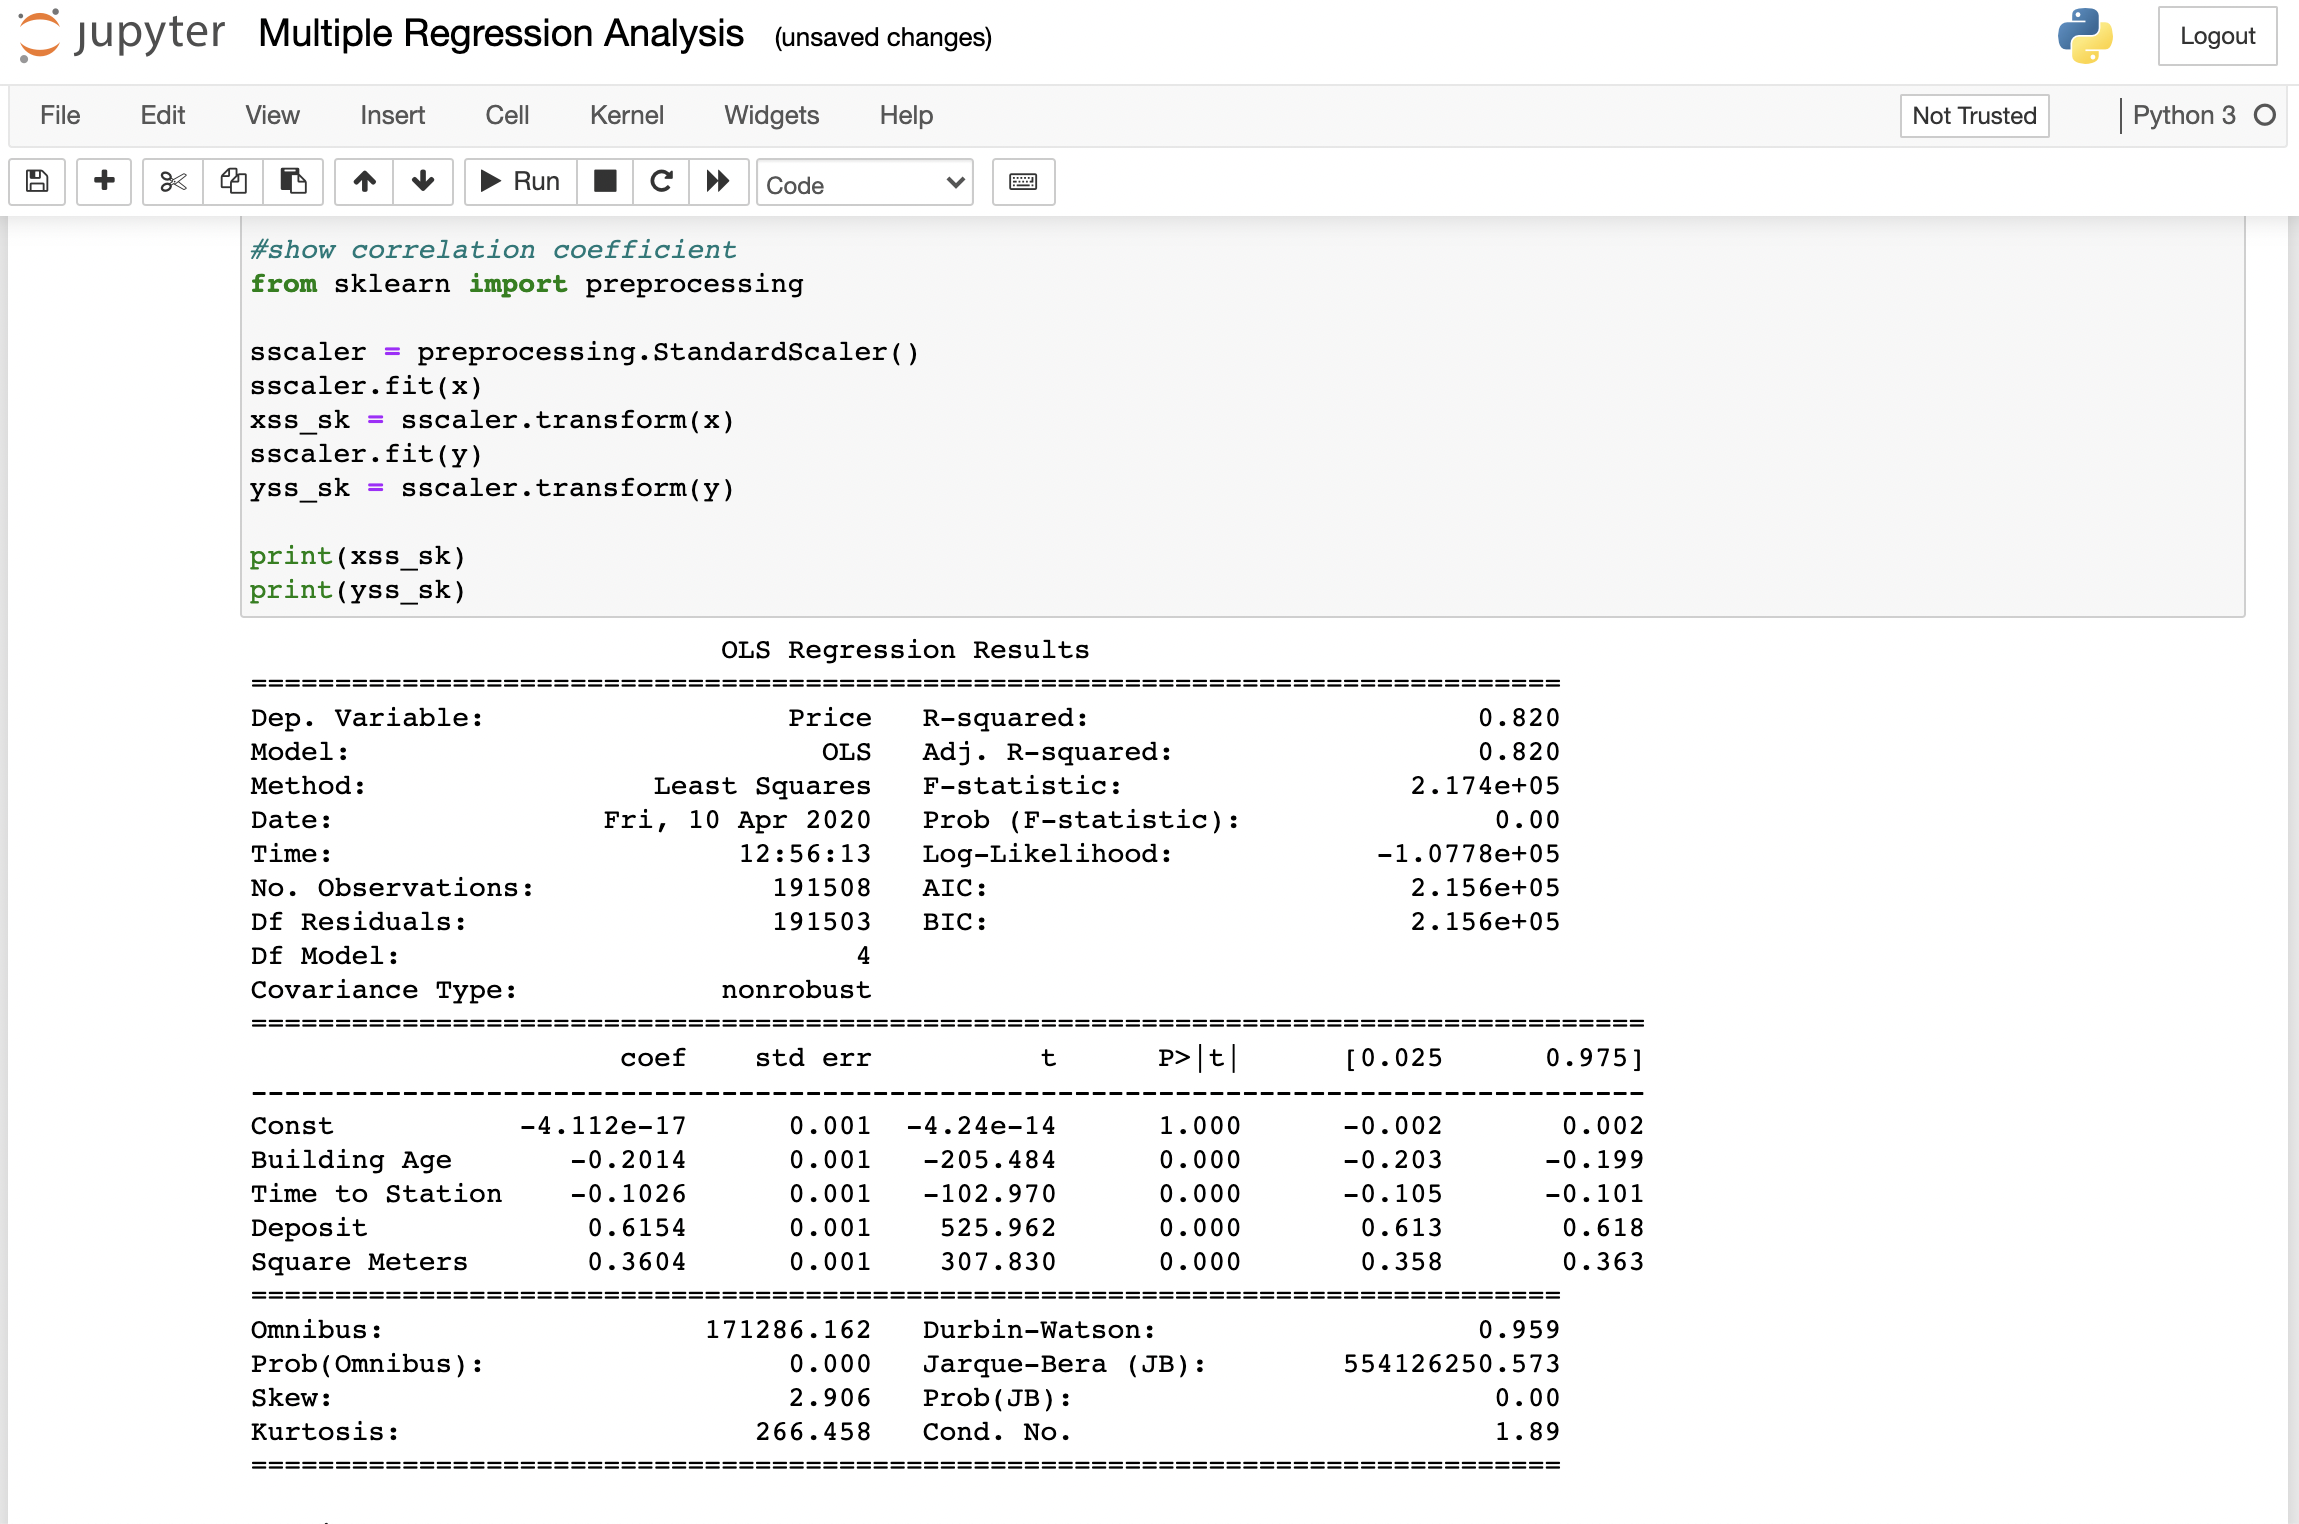 jupyter Multiple Regression Analysis (unsaved changes) Logout
File Edit View Insert Cell Kernel Widgets Help Not Trusted Python 3
Run Code
#show correlation coefficient
from sklearn import preprocessing
sscaler = preprocessing.StandardScaler()
sscaler.fit(x)
xss_sk = sscaler.transform(x)
sscaler.fit(y)
yss_sk = sscaler.transform(y)
print(xss_sk)
print(yss_sk)
OLS Regression Results
==============================================================================
Dep. Variable: Price R-squared: 0.820
Model: OLS Adj. R-squared: 0.820
Method: Least Squares F-statistic: 2.174e+05
Date: Fri, 10 Apr 2020 Prob (F-statistic): 0.00
Time: 12:56:13 Log-Likelihood: -1.0778e+05
No. Observations: 191508 AIC: 2.156e+05
Df Residuals: 191503 BIC: 2.156e+05
Df Model: 4
Covariance Type: nonrobust
===================================================================================
coef std err t P>|t| [0.025 0.975]
-----------------------------------------------------------------------------------
Const -4.112e-17 0.001 -4.24e-14 1.000 -0.002 0.002
Building Age -0.2014 0.001 -205.484 0.000 -0.203 -0.199
Time to Station -0.1026 0.001 -102.970 0.000 -0.105 -0.101
Deposit 0.6154 0.001 525.962 0.000 0.613 0.618
Square Meters 0.3604 0.001 307.830 0.000 0.358 0.363
==============================================================================
Omnibus: 171286.162 Durbin-Watson: 0.959
Prob(Omnibus): 0.000 Jarque-Bera (JB): 554126250.573
Skew: 2.906 Prob(JB): 0.00
Kurtosis: 266.458 Cond. No. 1.89
==============================================================================